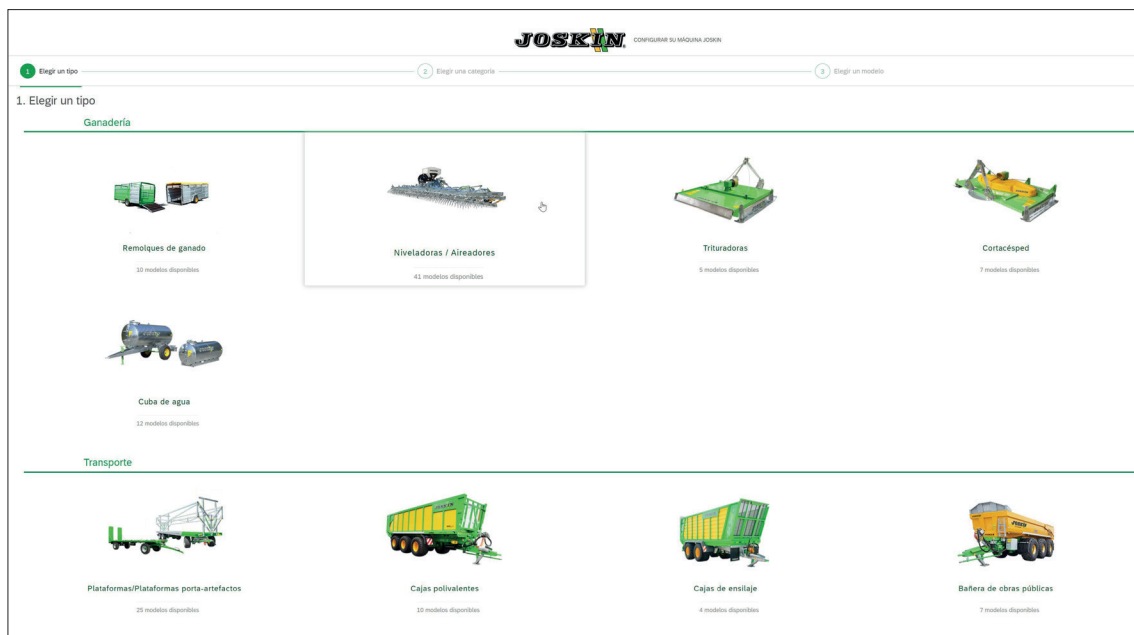 JOSKIN CONFIGURAR SU MÁQUINA JOSKIN
1 Elegir un tipo 2 Elegir una categoría 3 Elegir un modelo
1. Elegir un tipo
Ganadería
Remolques de ganado
10 modelos disponibles
Niveladoras / Aireadores
41 modelos disponibles
Trituradoras
5 modelos disponibles
Cortacésped
7 modelos disponibles
Cuba de agua
12 modelos disponibles
Transporte
JOSKIN
Plataformas/Plataformas porta-artefactos
25 modelos disponibles
Cajas polivalentes
10 modelos disponibles
Cajas de ensilaje
4 modelos disponibles
Bañera de obras públicas
7 modelos disponibles